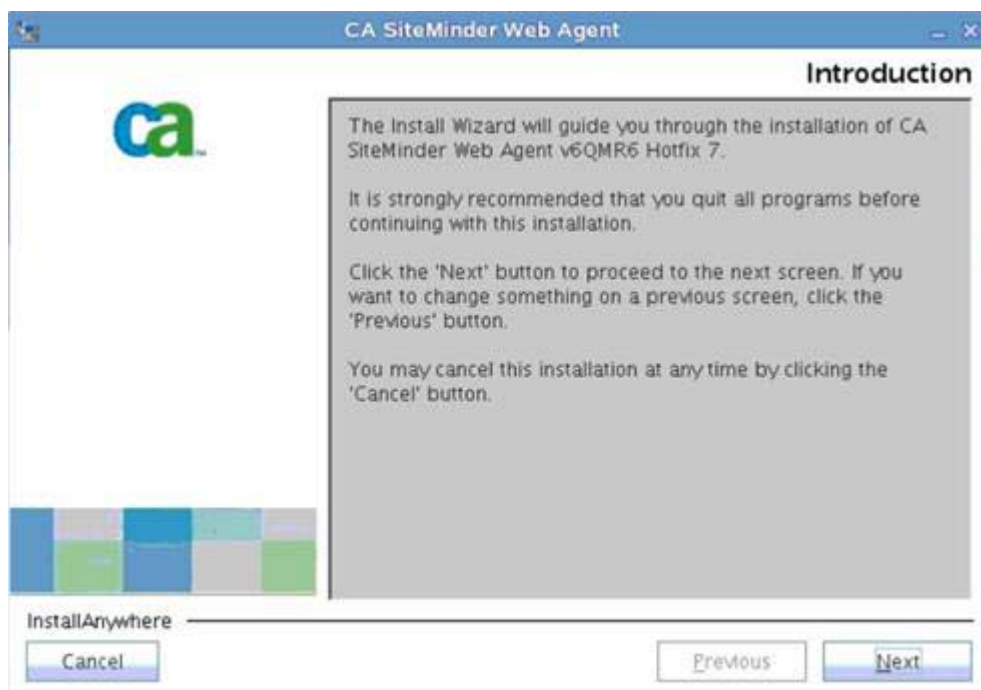 CA SiteMinder Web Agent
Introduction
ca
The Install Wizard will guide you through the installation of CA
SiteMinder Web Agent v6QMR6 Hotfix 7.
It is strongly recommended that you quit all programs before
continuing with this installation.
Click the 'Next' button to proceed to the next screen. If you
want to change something on a previous screen, click the
'Previous' button.
You may cancel this installation at any time by clicking the
'Cancel' button.
InstallAnywhere
Cancel
Previous
Next